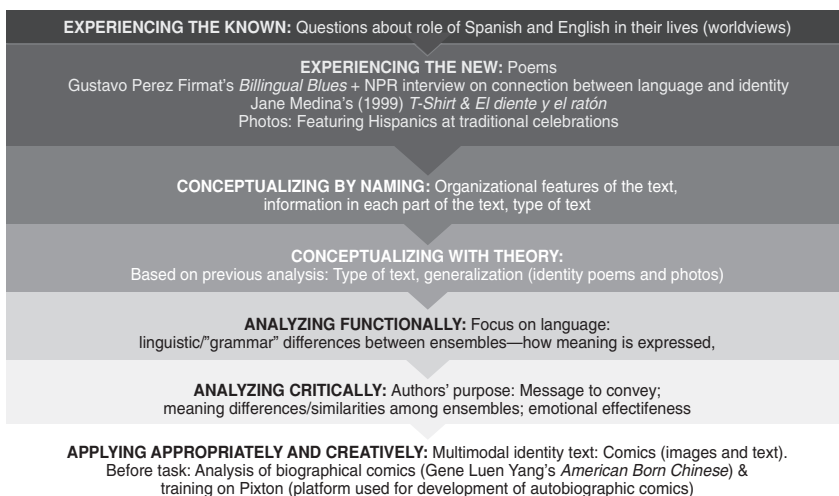 EXPERIENCING THE KNOWN: Questions about role of Spanish and English in their lives (worldviews)
EXPERIENCING THE NEW: Poems
Gustavo Perez Firmat's Billingual Blues + NPR interview on connection between language and identity
Jane Medina's (1999) T-Shirt & El diente y el ratón
Photos: Featuring Hispanics at traditional celebrations
CONCEPTUALIZING BY NAMING: Organizational features of the text,
information in each part of the text, type of text
CONCEPTUALIZING WITH THEORY:
Based on previous analysis: Type of text, generalization (identity poems and photos)
ANALYZING FUNCTIONALLY: Focus on language:
linguistic/"grammar" differences between ensembles—how meaning is expressed,
ANALYZING CRITICALLY: Authors' purpose: Message to convey;
meaning differences/similarities among ensembles; emotional effectifeness
APPLYING APPROPRIATELY AND CREATIVELY: Multimodal identity text: Comics (images and text).
Before task: Analysis of biographical comics (Gene Luen Yang's American Born Chinese) &
training on Pixton (platform used for development of autobiographic comics)